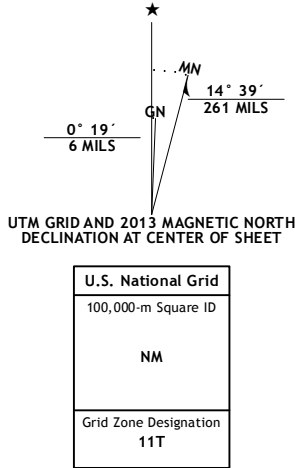 MN
GN
14° 39´
261 MILS
0° 19´
6 MILS
UTM GRID AND 2013 MAGNETIC NORTH
DECLINATION AT CENTER OF SHEET
U.S. National Grid
100,000-m Square ID
NM
Grid Zone Designation
11T